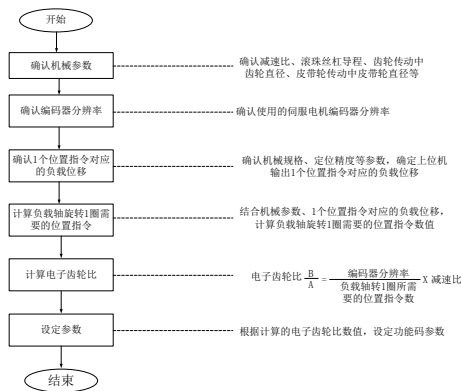 开始
确认机械参数
确认减速比、滚珠丝杠导程、齿轮传动中
齿轮直径、皮带轮传动中皮带轮直径等
确认编码器分辨率
确认使用的伺服电机编码器分辨率
确认1个位置指令对应
的负载位移
确认机械规格、定位精度等参数，确定上位机
输出1个位置指令对应的负载位移
计算负载轴旋转1圈需
要的位置指令
结合机械参数、1个位置指令对应的负载位移，
计算负载轴旋转1圈需要的位置指令数值
计算电子齿轮比
电子齿轮比 B/A = 编码器分辨率 / 负载轴转1圈所需
要的位置指令数 X 减速比
设定参数
根据计算的电子齿轮比数值，设定功能码参数
结束